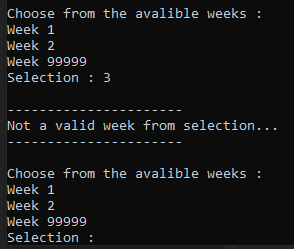 Choose from the avalible weeks :
Week 1
Week 2
Week 99999
Selection : 3
----------------------
Not a valid week from selection...
----------------------
Choose from the avalible weeks :
Week 1
Week 2
Week 99999
Selection :